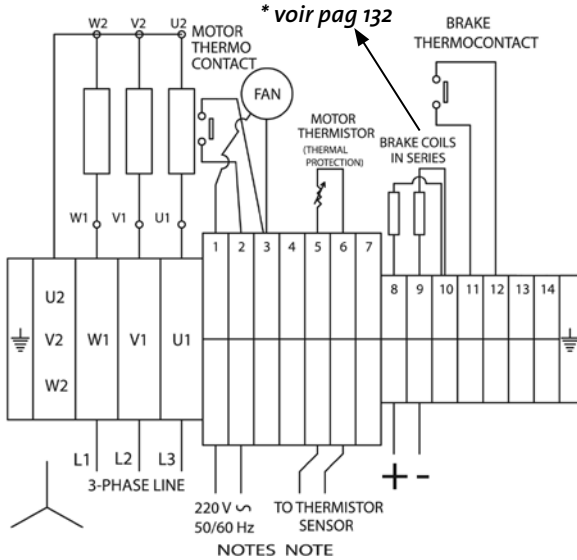 * voir pag 132
W2 V2 U2
MOTOR
THERMO
CONTACT
BRAKE
THERMOCONTACT
FAN
MOTOR
THERMISTOR
(THERMAL
PROTECTION)
BRAKE COILS
IN SERIES
W1 V1 U1
1 2 3 4 5 6 7
8 9 10 11 12 13 14
U2
V2 W1 V1 U1
W2
L1 L2 L3
3-PHASE LINE
+ -
220 V ∽
50/60 Hz
TO THERMISTOR
SENSOR
NOTES NOTE